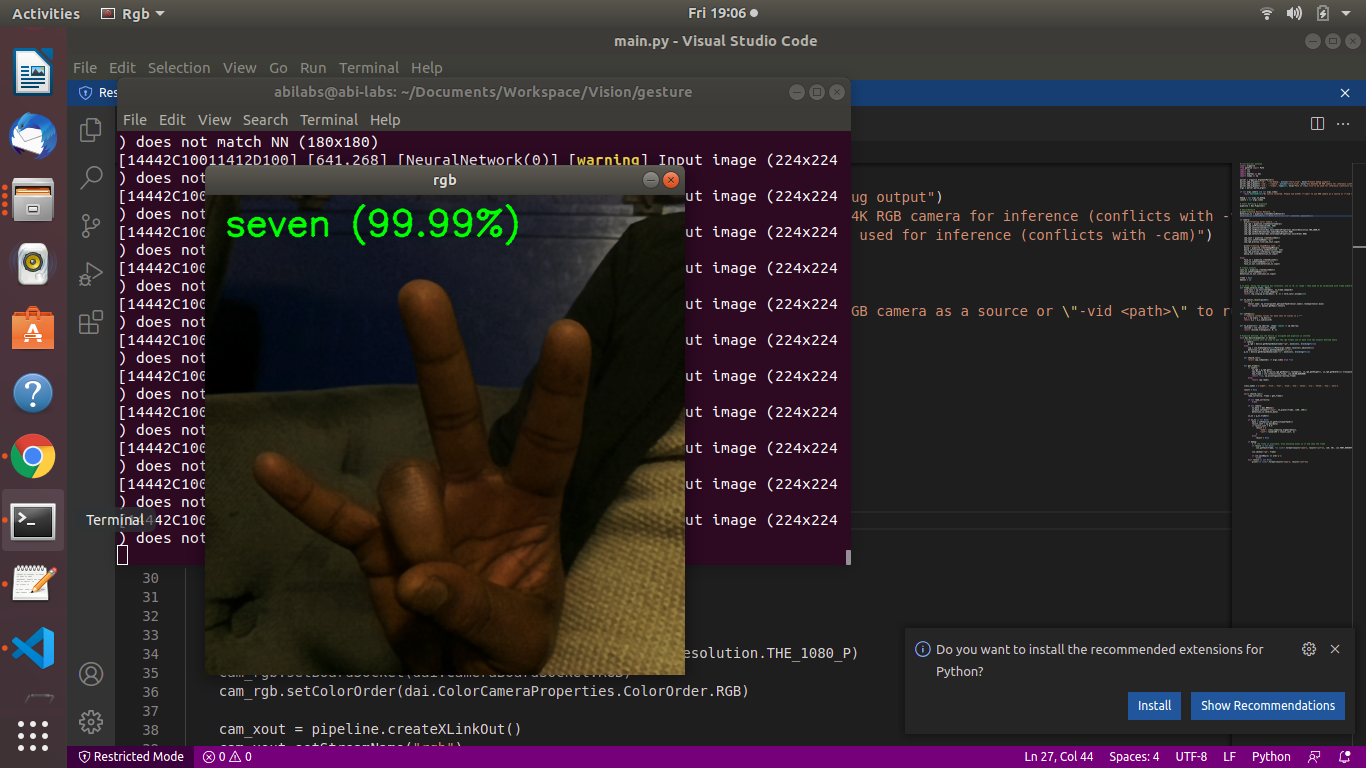 Activities
Rgb
Fri 19:06
main.py - Visual Studio Code
File Edit Selection View Go Run Terminal Help
Res
abilabs@abi-labs: ~/Documents/Workspace/Vision/gesture
File Edit View Search Terminal Help
) does not match NN (180x180)
[14442C10011412D100] [641.268] [NeuralNetwork(0)] [warning] Input image (224x224
rgb
) does not
[14442C100 ut image (224x224
ug output")
) does not
4K RGB camera for inference (conflicts with -
[14442C100 ut image (224x224
used for inference (conflicts with -cam)")
) does not
[14442C100 ut image (224x224
) does not
[14442C100 ut image (224x224
GB camera as a source or \"-vid <path>\" to r
) does not
[14442C100 ut image (224x224
) does not
[14442C100 ut image (224x224
) does not
[14442C100 ut image (224x224
) does not
[14442C100 ut image (224x224
) does not
[14442C100 ut image (224x224
) does not
Terminal
42C100 ut image (224x224
) does not
seven (99.99%)
30
31
32
33
34 esolution.THE_1080_P)
35 cam_rgb.setBoardSocket(dai.CameraBoardSocket.RGB)
36 cam_rgb.setColorOrder(dai.ColorCameraProperties.ColorOrder.RGB)
37
38 cam_xout = pipeline.createXLinkOut()
39 cam_xout.setStreamName("rgb")
Do you want to install the recommended extensions for
Python?
Install
Show Recommendations
Restricted Mode 0 0 Ln 27, Col 44 Spaces: 4 UTF-8 LF Python